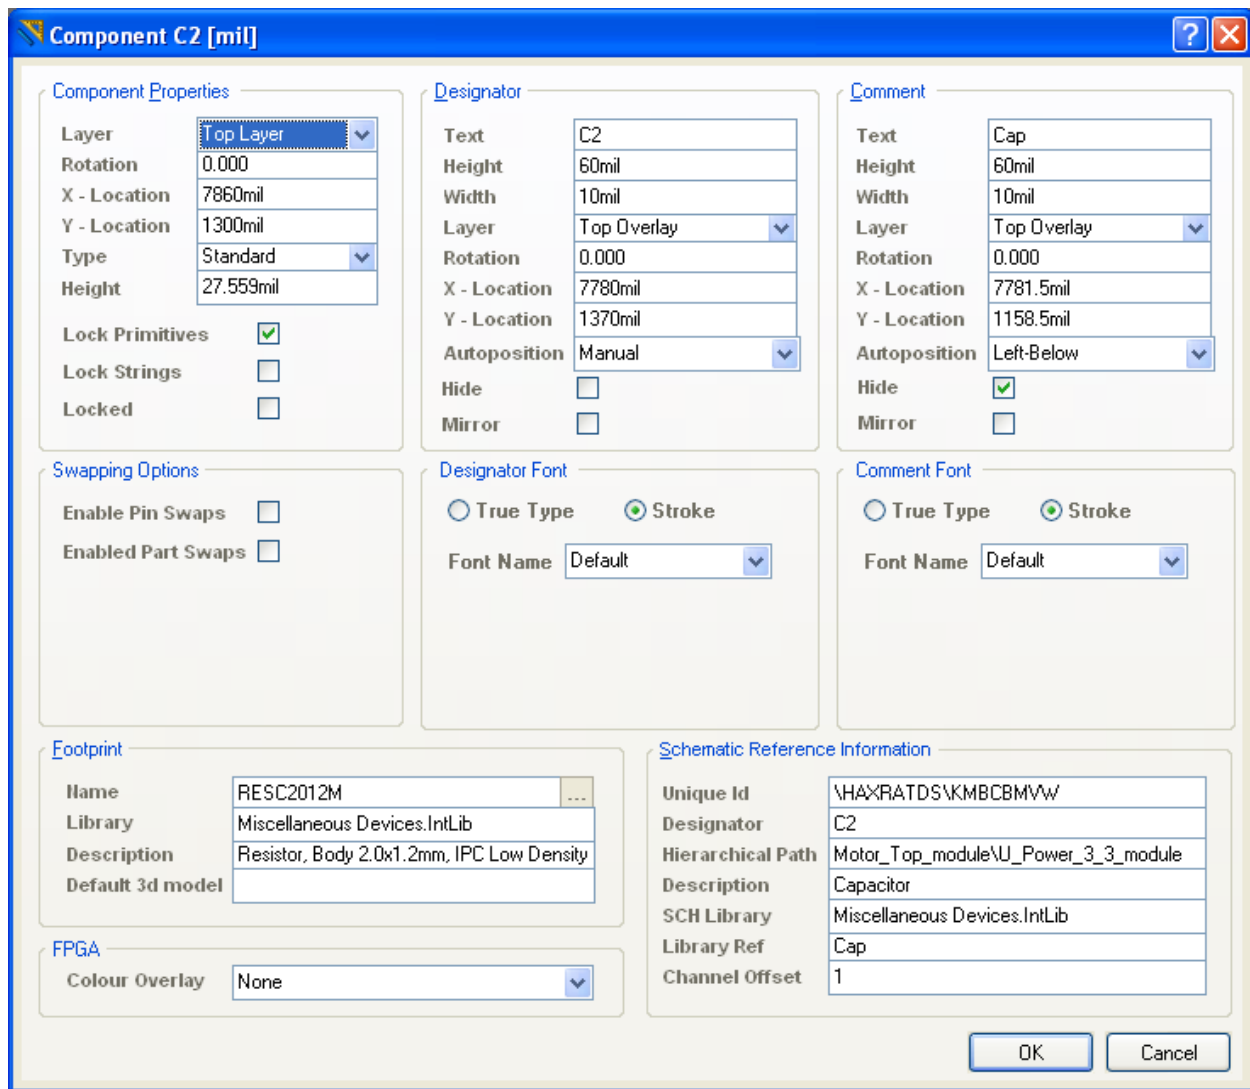 Component C2 [mil]
Component Properties
Layer Top Layer
Rotation 0.000
X - Location 7860mil
Y - Location 1300mil
Type Standard
Height 27.559mil
Lock Primitives
Lock Strings
Locked
Designator
Text C2
Height 60mil
Width 10mil
Layer Top Overlay
Rotation 0.000
X - Location 7780mil
Y - Location 1370mil
Autoposition Manual
Hide
Mirror
Comment
Text Cap
Height 60mil
Width 10mil
Layer Top Overlay
Rotation 0.000
X - Location 7781.5mil
Y - Location 1158.5mil
Autoposition Left-Below
Hide
Mirror
Swapping Options
Enable Pin Swaps
Enabled Part Swaps
Designator Font
True Type Stroke
Font Name Default
Comment Font
True Type Stroke
Font Name Default
Footprint
Name RESC2012M ...
Library Miscellaneous Devices.IntLib
Description Resistor, Body 2.0x1.2mm, IPC Low Density
Default 3d model
Schematic Reference Information
Unique Id \HAXRATDS\KMBCBMVW
Designator C2
Hierarchical Path Motor_Top_module\U_Power_3_3_module
Description Capacitor
SCH Library Miscellaneous Devices.IntLib
Library Ref Cap
Channel Offset 1
FPGA
Colour Overlay None
OK Cancel